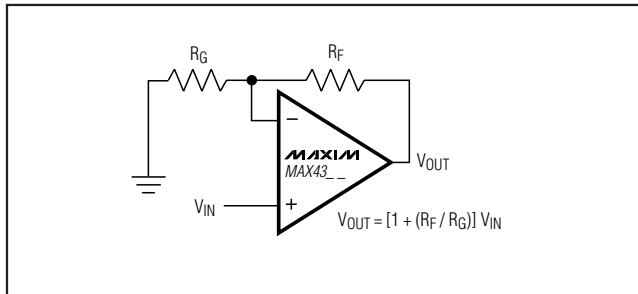 RG
RF
−
MAXIM
MAX43_ _
VOUT
VIN
+
VOUT = [1 + (RF / RG)] VIN